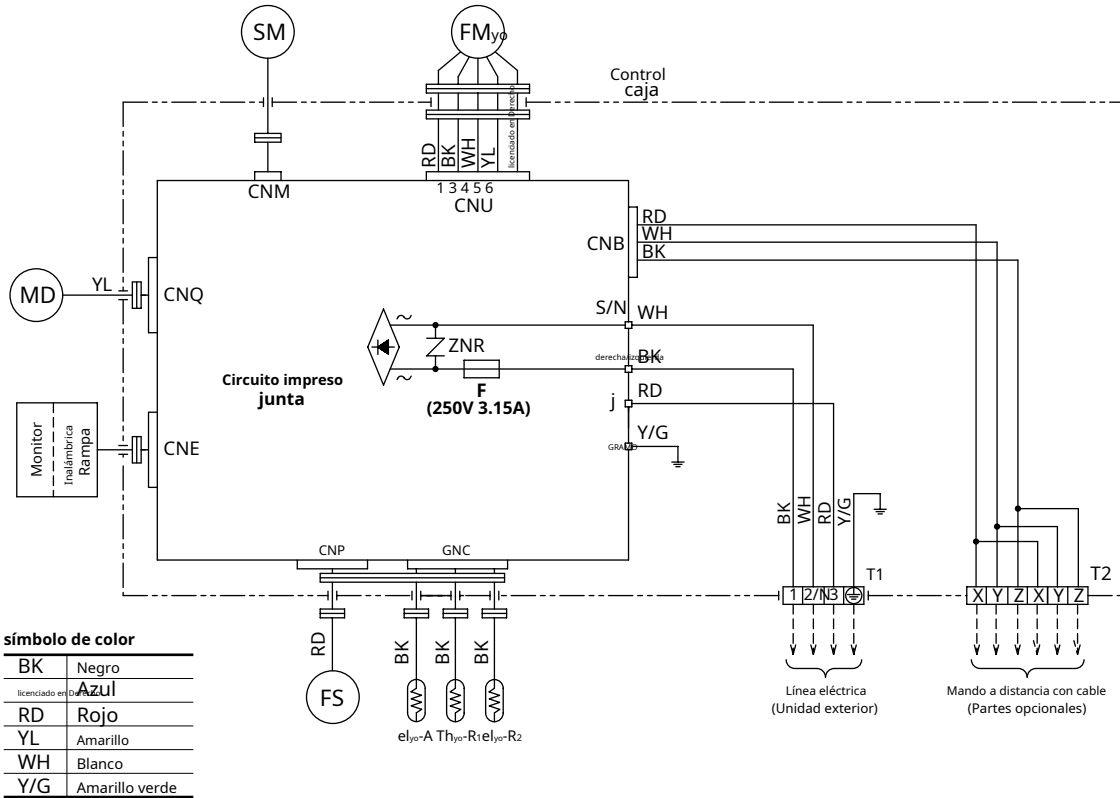 SM
FMyo
Control
caja
licenciado en Derecho
RD
BK
WH
YL
CNM
1 3 4 5 6
CNU
RD
WH
BK
CNB
MD
YL
CNQ
S/N
WH
ZNR
derecha/izquierda
BK
F
(250V 3.15A)
Circuito impreso
junta
j
RD
Y/G
Monitor
Inalámbrica
Rampa
CNE
BK
WH
RD
Y/G
CNP
GNC
1 2/N 3
T1
X Y Z X Y Z
T2
RD
BK
BK
BK
FS
elyo-A Thyo-R1 elyo-R2
Línea eléctrica
(Unidad exterior)
Mando a distancia con cable
(Partes opcionales)
símbolo de color
BK Negro
licenciado en Derecho Azul
RD Rojo
YL Amarillo
WH Blanco
Y/G Amarillo verde